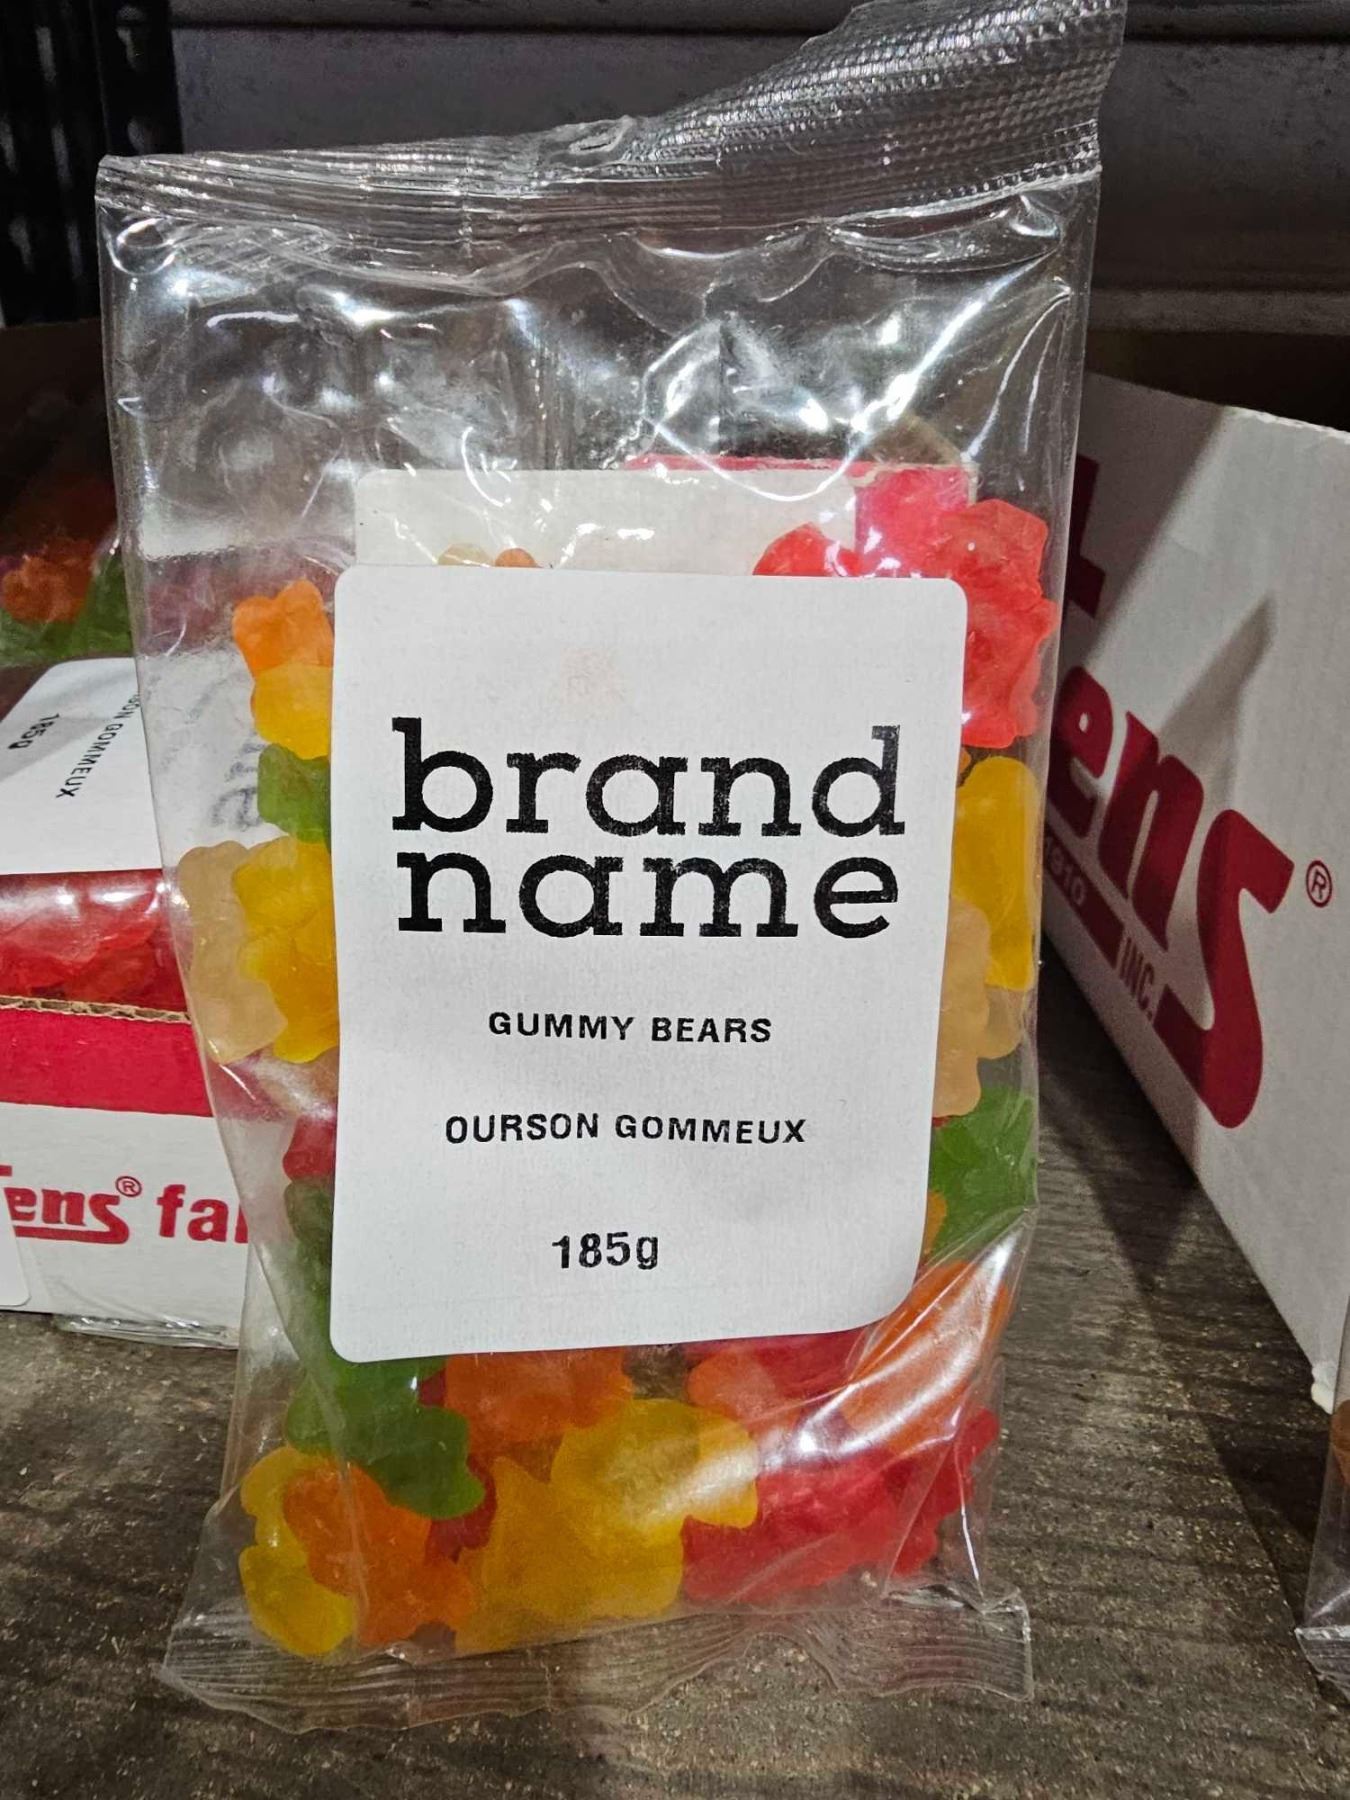 brand
name
GUMMY BEARS
OURSON GOMMEUX
185g
GOMMEUX
185g
ens® fa
ens®
INC.